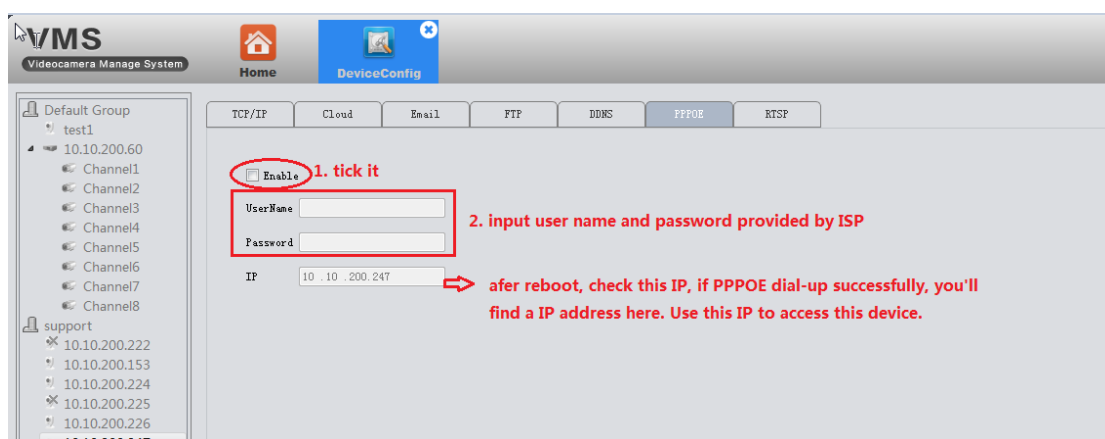 VMS
Videocamera Manage System
Home
DeviceConfig
Default Group
test1
10.10.200.60
Channel1
Channel2
Channel3
Channel4
Channel5
Channel6
Channel7
Channel8
support
10.10.200.222
10.10.200.153
10.10.200.224
10.10.200.225
10.10.200.226
TCP/IP Cloud Email FTP DDNS PPPOE RTSP
Enable 1. tick it
UserName
2. input user name and password provided by ISP
Password
IP 10 .10 .200.247
afer reboot, check this IP, if PPPOE dial-up successfully, you'll
find a IP address here. Use this IP to access this device.